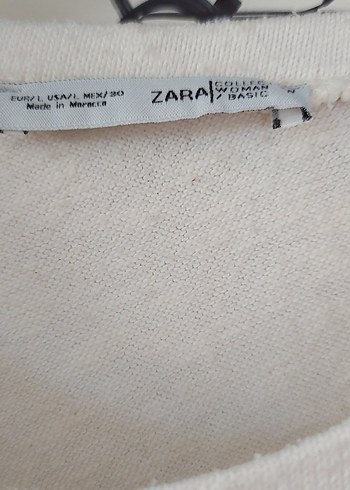 EUR/L USA/L MEX/30
Made in Morocco
ZARA
COLLEC
WOMAN
/ BASIC